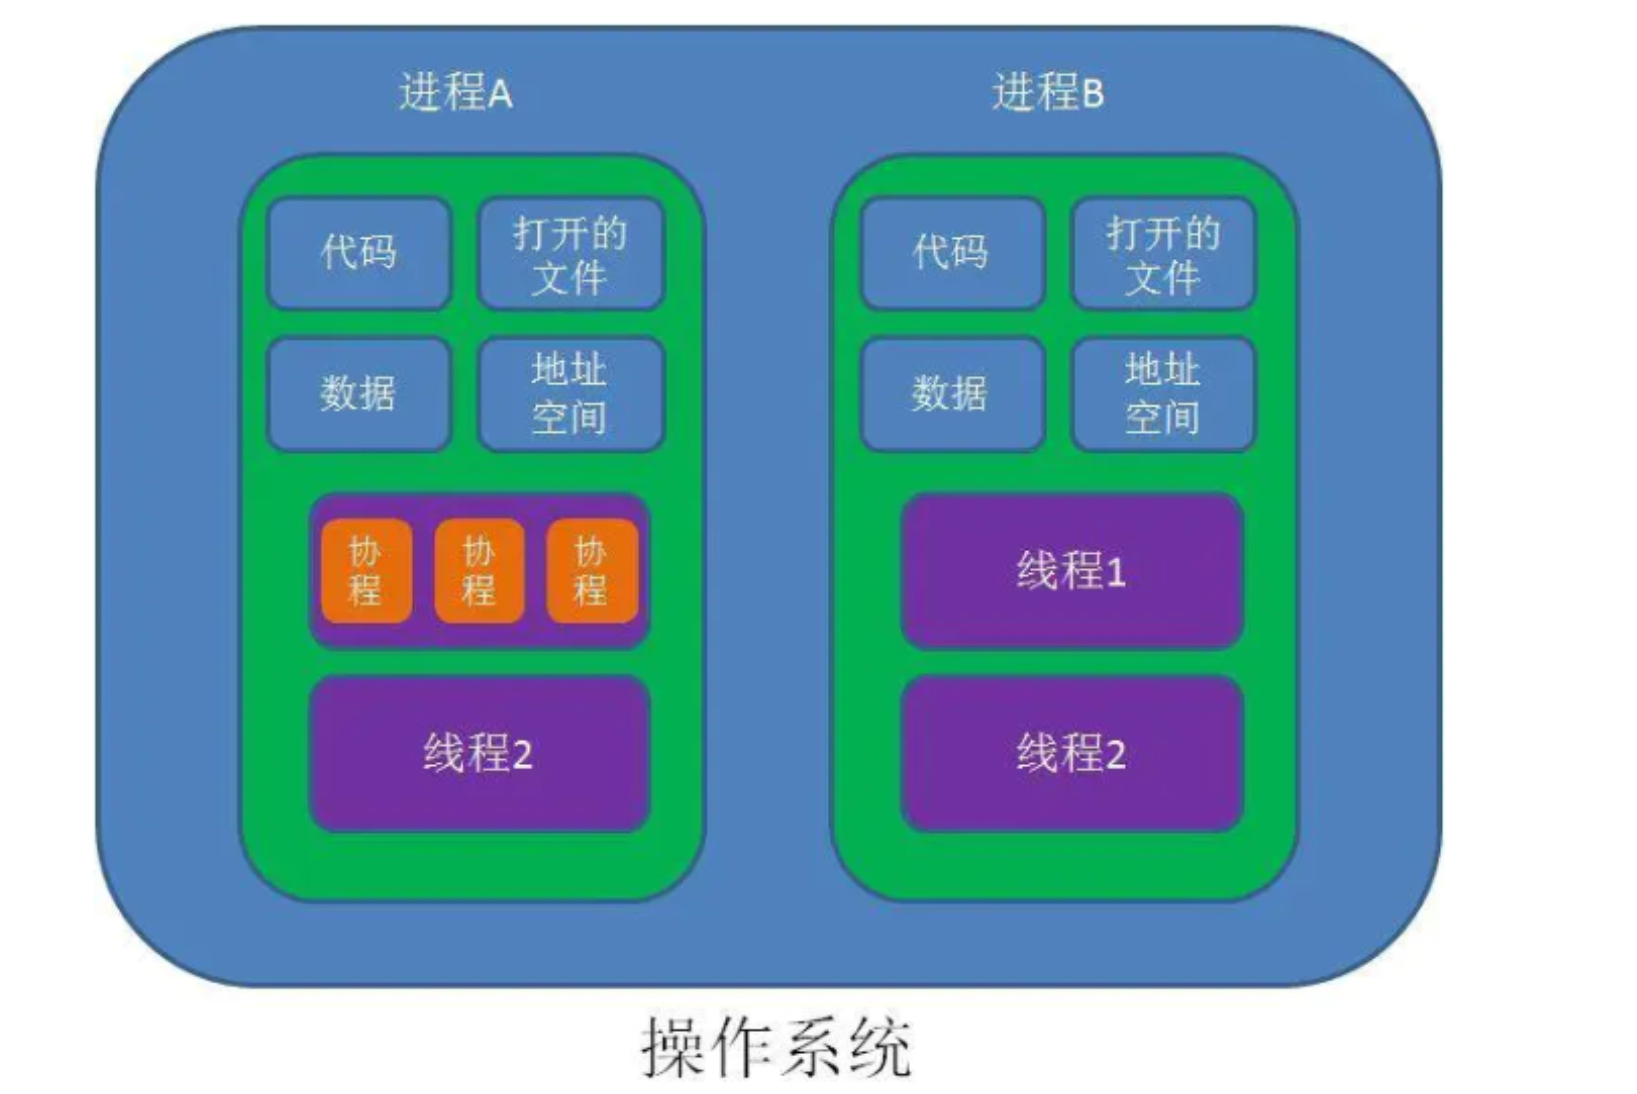 进程A
代码
打开的
文件
数据
地址
空间
协
程
协
程
协
程
线程2
进程B
代码
打开的
文件
数据
地址
空间
线程1
线程2
操作系统